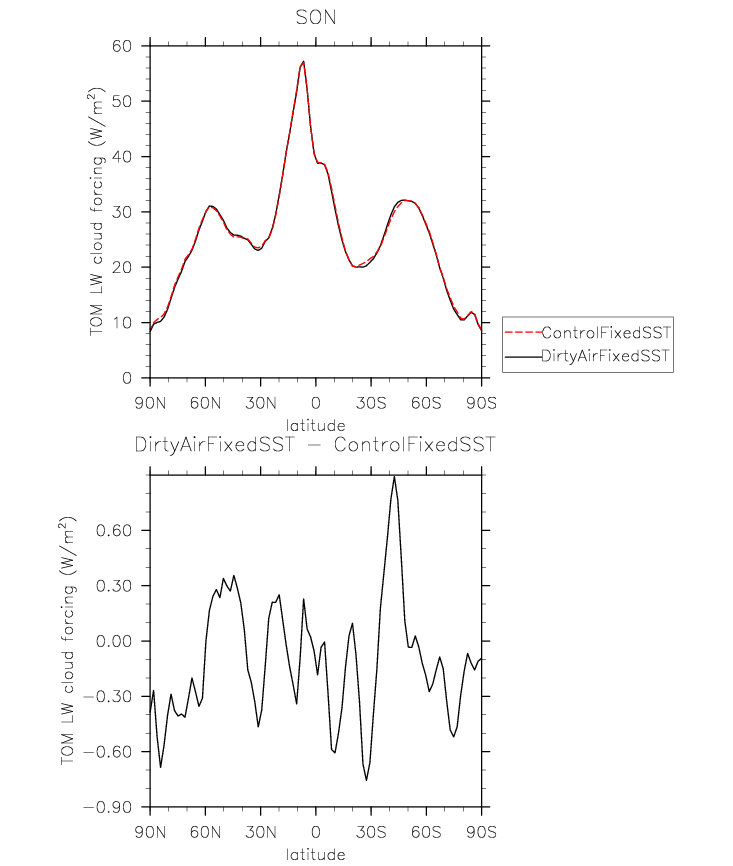 SON
60
50
40
30
20
10
0
TOM LW cloud forcing (W/m²)
90N 60N 30N 0 30S 60S 90S
latitude
ControlFixedSST
DirtyAirFixedSST
DirtyAirFixedSST − ControlFixedSST
0.60
0.30
0.00
−0.30
−0.60
−0.90
TOM LW cloud forcing (W/m²)
90N 60N 30N 0 30S 60S 90S
latitude